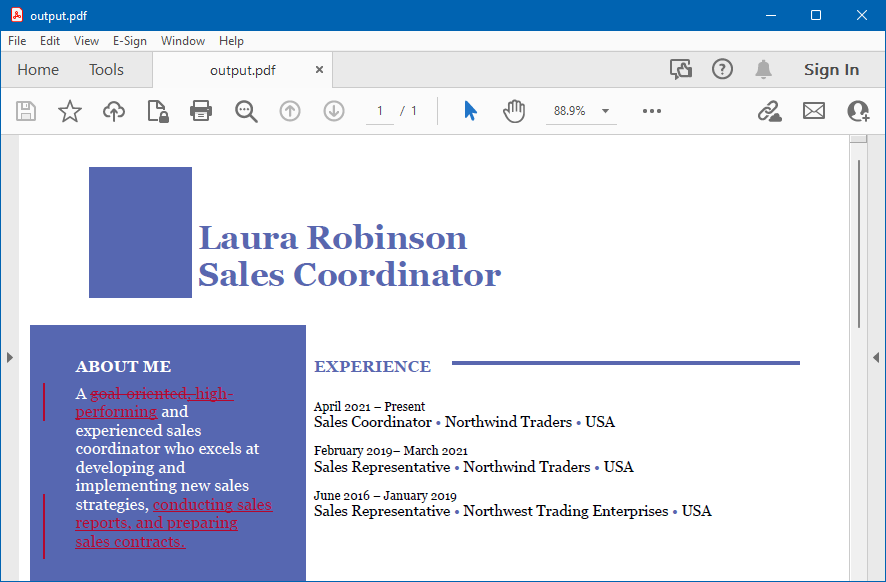 output.pdf
File Edit View E-Sign Window Help
Home Tools output.pdf × Sign In
1 / 1 88.9%
Laura Robinson
Sales Coordinator
ABOUT ME
A goal-oriented, high-
performing and
experienced sales
coordinator who excels at
developing and
implementing new sales
strategies, conducting sales
reports, and preparing
sales contracts.
EXPERIENCE
April 2021 – Present
Sales Coordinator • Northwind Traders • USA
February 2019– March 2021
Sales Representative • Northwind Traders • USA
June 2016 – January 2019
Sales Representative • Northwest Trading Enterprises • USA